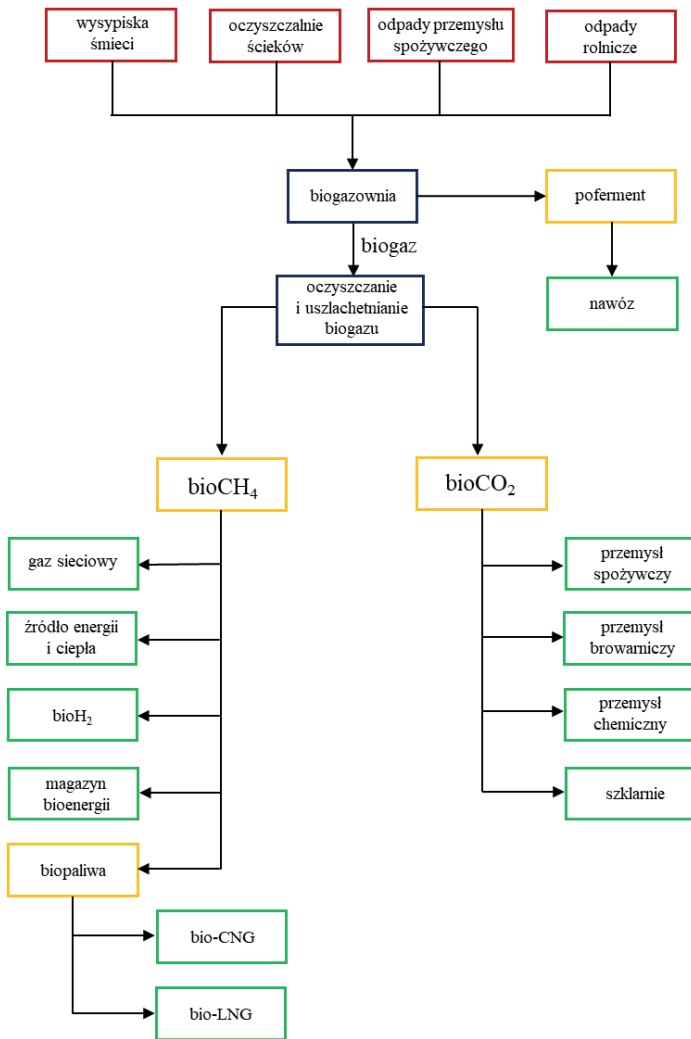 wysypiska
śmieci
oczyszczalnie
ścieków
odpady przemysłu
spożywczego
odpady
rolnicze
biogazownia
poferment
biogaz
oczyszczanie
i uszlachetnianie
biogazu
nawóz
bioCH₄
bioCO₂
gaz sieciowy
źródło energii
i ciepła
bioH₂
magazyn
bioenergii
biopaliwa
bio-CNG
bio-LNG
przemysł
spożywczy
przemysł
browarniczy
przemysł
chemiczny
szklarnie